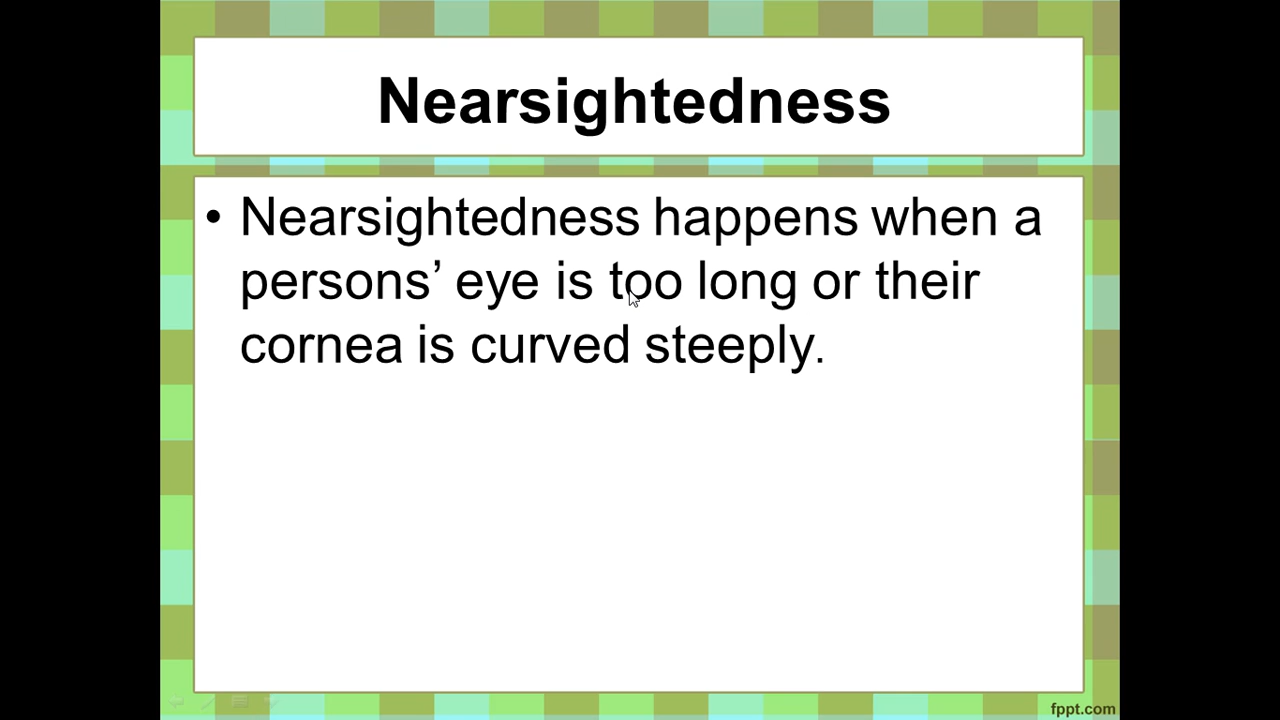 Nearsightedness
• Nearsightedness happens when a
persons’ eye is too long or their
cornea is curved steeply.
fppt.com